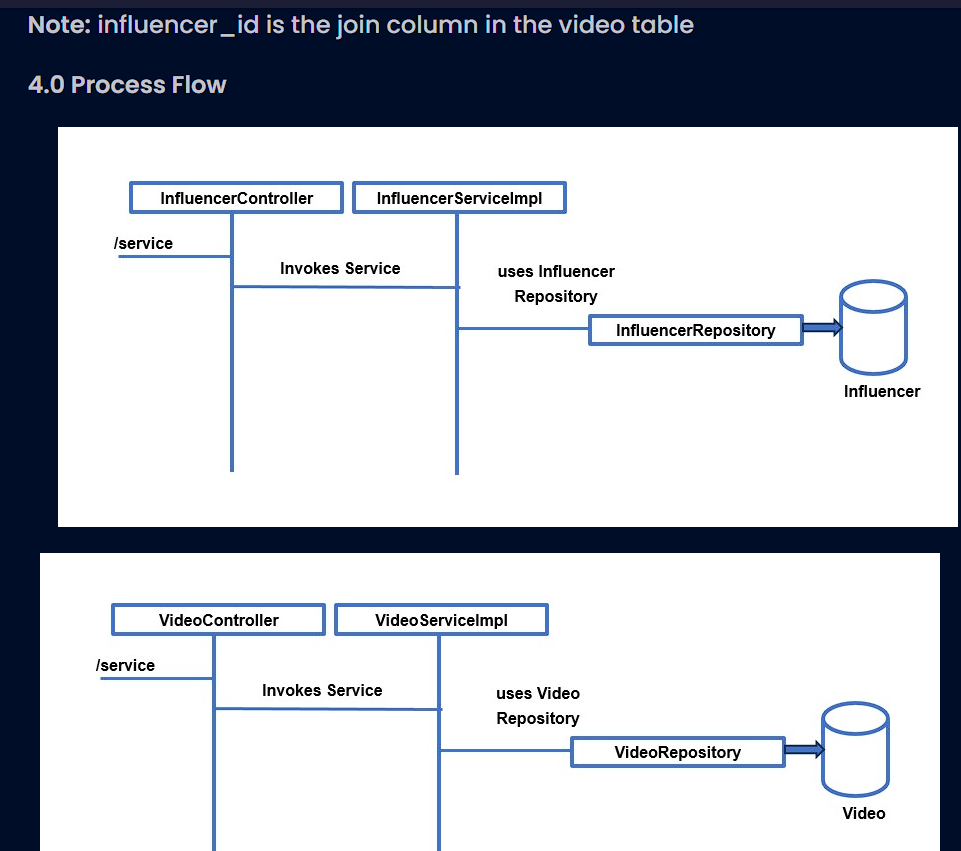 Note: influencer_id is the join column in the video table
4.0 Process Flow
InfluencerController
InfluencerServiceImpl
/service
Invokes Service
uses Influencer
Repository
InfluencerRepository
Influencer
VideoController
VideoServiceImpl
/service
Invokes Service
uses Video
Repository
VideoRepository
Video